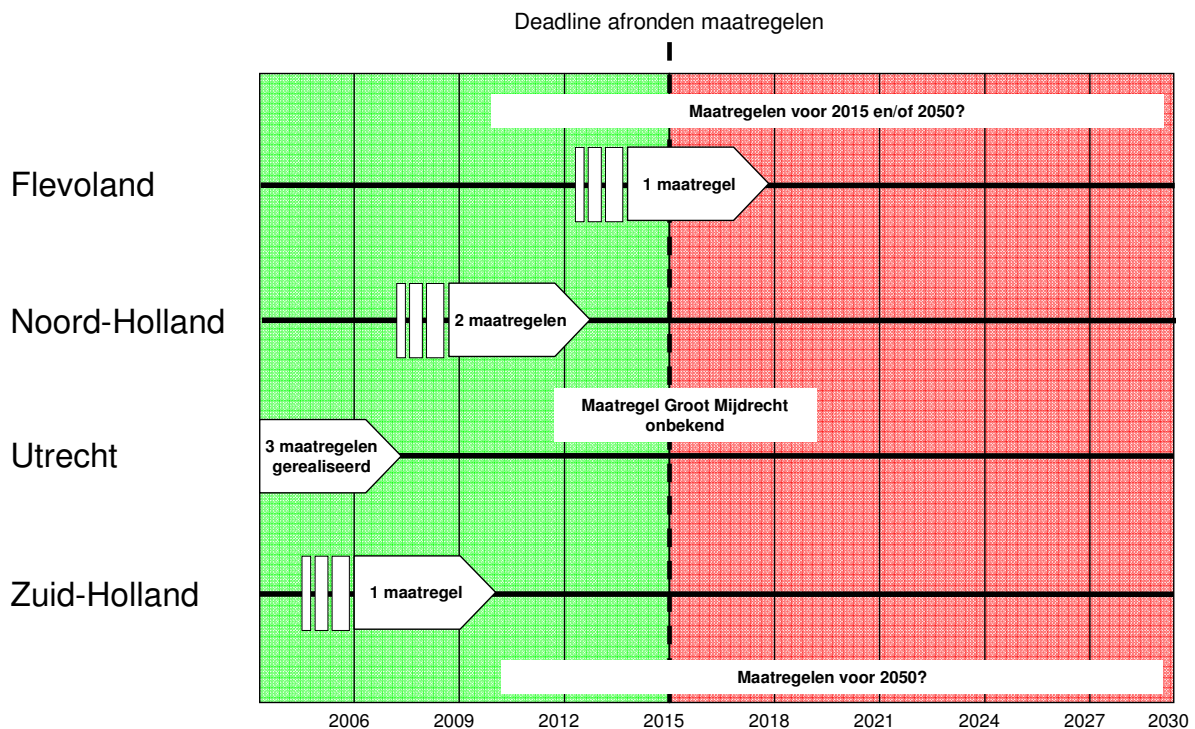 Deadline afronden maatregelen
Maatregelen voor 2015 en/of 2050?
Flevoland
1 maatregel
Noord-Holland
2 maatregelen
Maatregel Groot Mijdrecht
onbekend
Utrecht
3 maatregelen
gerealiseerd
Zuid-Holland
1 maatregel
Maatregelen voor 2050?
2006 2009 2012 2015 2018 2021 2024 2027 2030